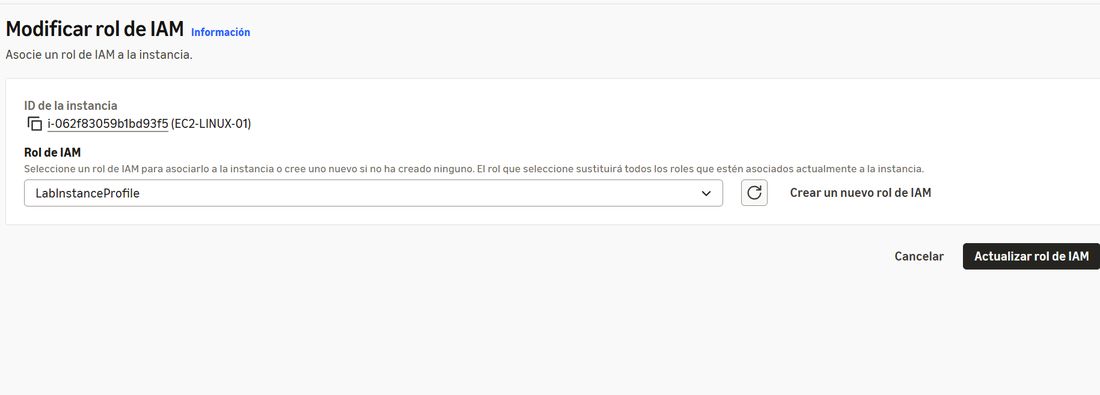 Modificar rol de IAM Información
Asocie un rol de IAM a la instancia.
ID de la instancia
i-062f83059b1bd93f5 (EC2-LINUX-01)
Rol de IAM
Seleccione un rol de IAM para asociarlo a la instancia o cree uno nuevo si no ha creado ninguno. El rol que seleccione sustituirá todos los roles que estén asociados actualmente a la instancia.
LabInstanceProfile
Crear un nuevo rol de IAM
Cancelar
Actualizar rol de IAM